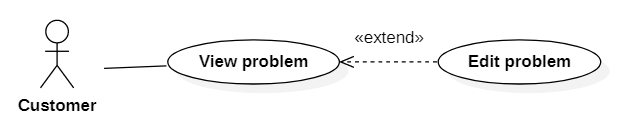 «extend»
View problem
Edit problem
Customer